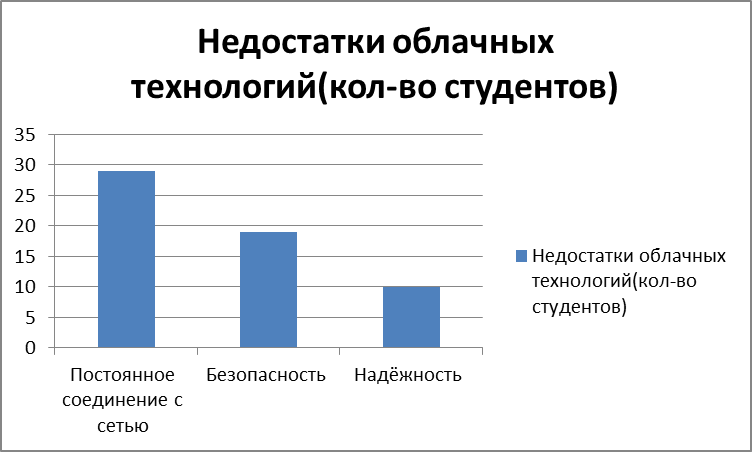 Недостатки облачных
технологий(кол-во студентов)
35
30
25
20
15
10
5
0
Постоянное
соединение с
сетью
Безопасность
Надёжность
Недостатки облачных
технологий(кол-во
студентов)